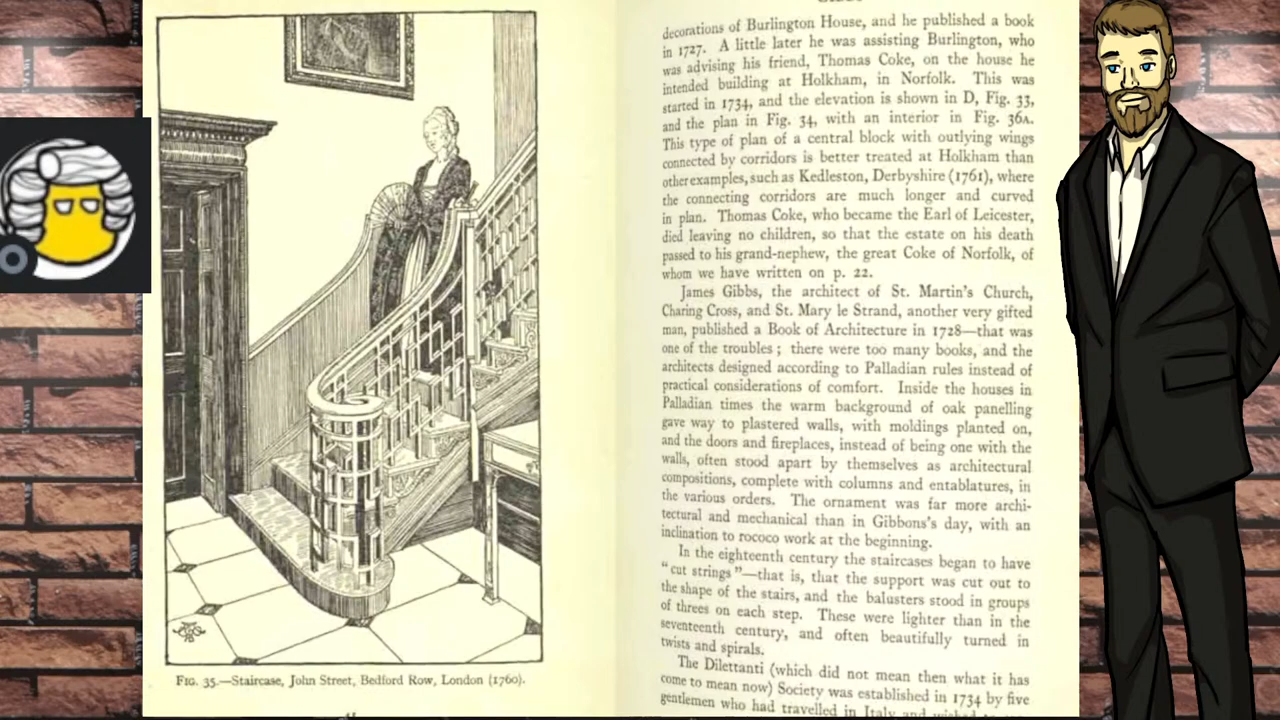 decorations of Burlington House, and he published a book
in 1727. A little later he was assisting Burlington, who
was advising his friend, Thomas Coke, on the house he
intended building at Holkham, in Norfolk. This was
started in 1734, and the elevation is shown in D, Fig. 33,
and the plan in Fig. 34, with an interior in Fig. 36A.
This type of plan of a central block with outlying wings
connected by corridors is better treated at Holkham than
other examples, such as Kedleston, Derbyshire (1761), where
the connecting corridors are much longer and curved
in plan. Thomas Coke, who became the Earl of Leicester,
died leaving no children, so that the estate on his death
passed to his grand-nephew, the great Coke of Norfolk, of
whom we have written on p. 22.
James Gibbs, the architect of St. Martin's Church,
Charing Cross, and St. Mary le Strand, another very gifted
man, published a Book of Architecture in 1728—that was
one of the troubles; there were too many books, and the
architects designed according to Palladian rules instead of
practical considerations of comfort. Inside the houses in
Palladian times the warm background of oak panelling
gave way to plastered walls, with moldings planted on,
and the doors and fireplaces, instead of being one with the
walls, often stood apart by themselves as architectural
compositions, complete with columns and entablatures, in
the various orders. The ornament was far more archi-
tectural and mechanical than in Gibbons's day, with an
inclination to rococo work at the beginning.
In the eighteenth century the staircases began to have
"cut strings"—that is, that the support was cut out to
the shape of the stairs, and the balusters stood in groups
of threes on each step. These were lighter than in the
seventeenth century, and often beautifully turned in
twists and spirals.
The Dilettanti (which did not mean then what it has
come to mean now) Society was established in 1734 by five
gentlemen who had travelled in Italy and wished to
FIG. 35.—Staircase, John Street, Bedford Row, London (1760).